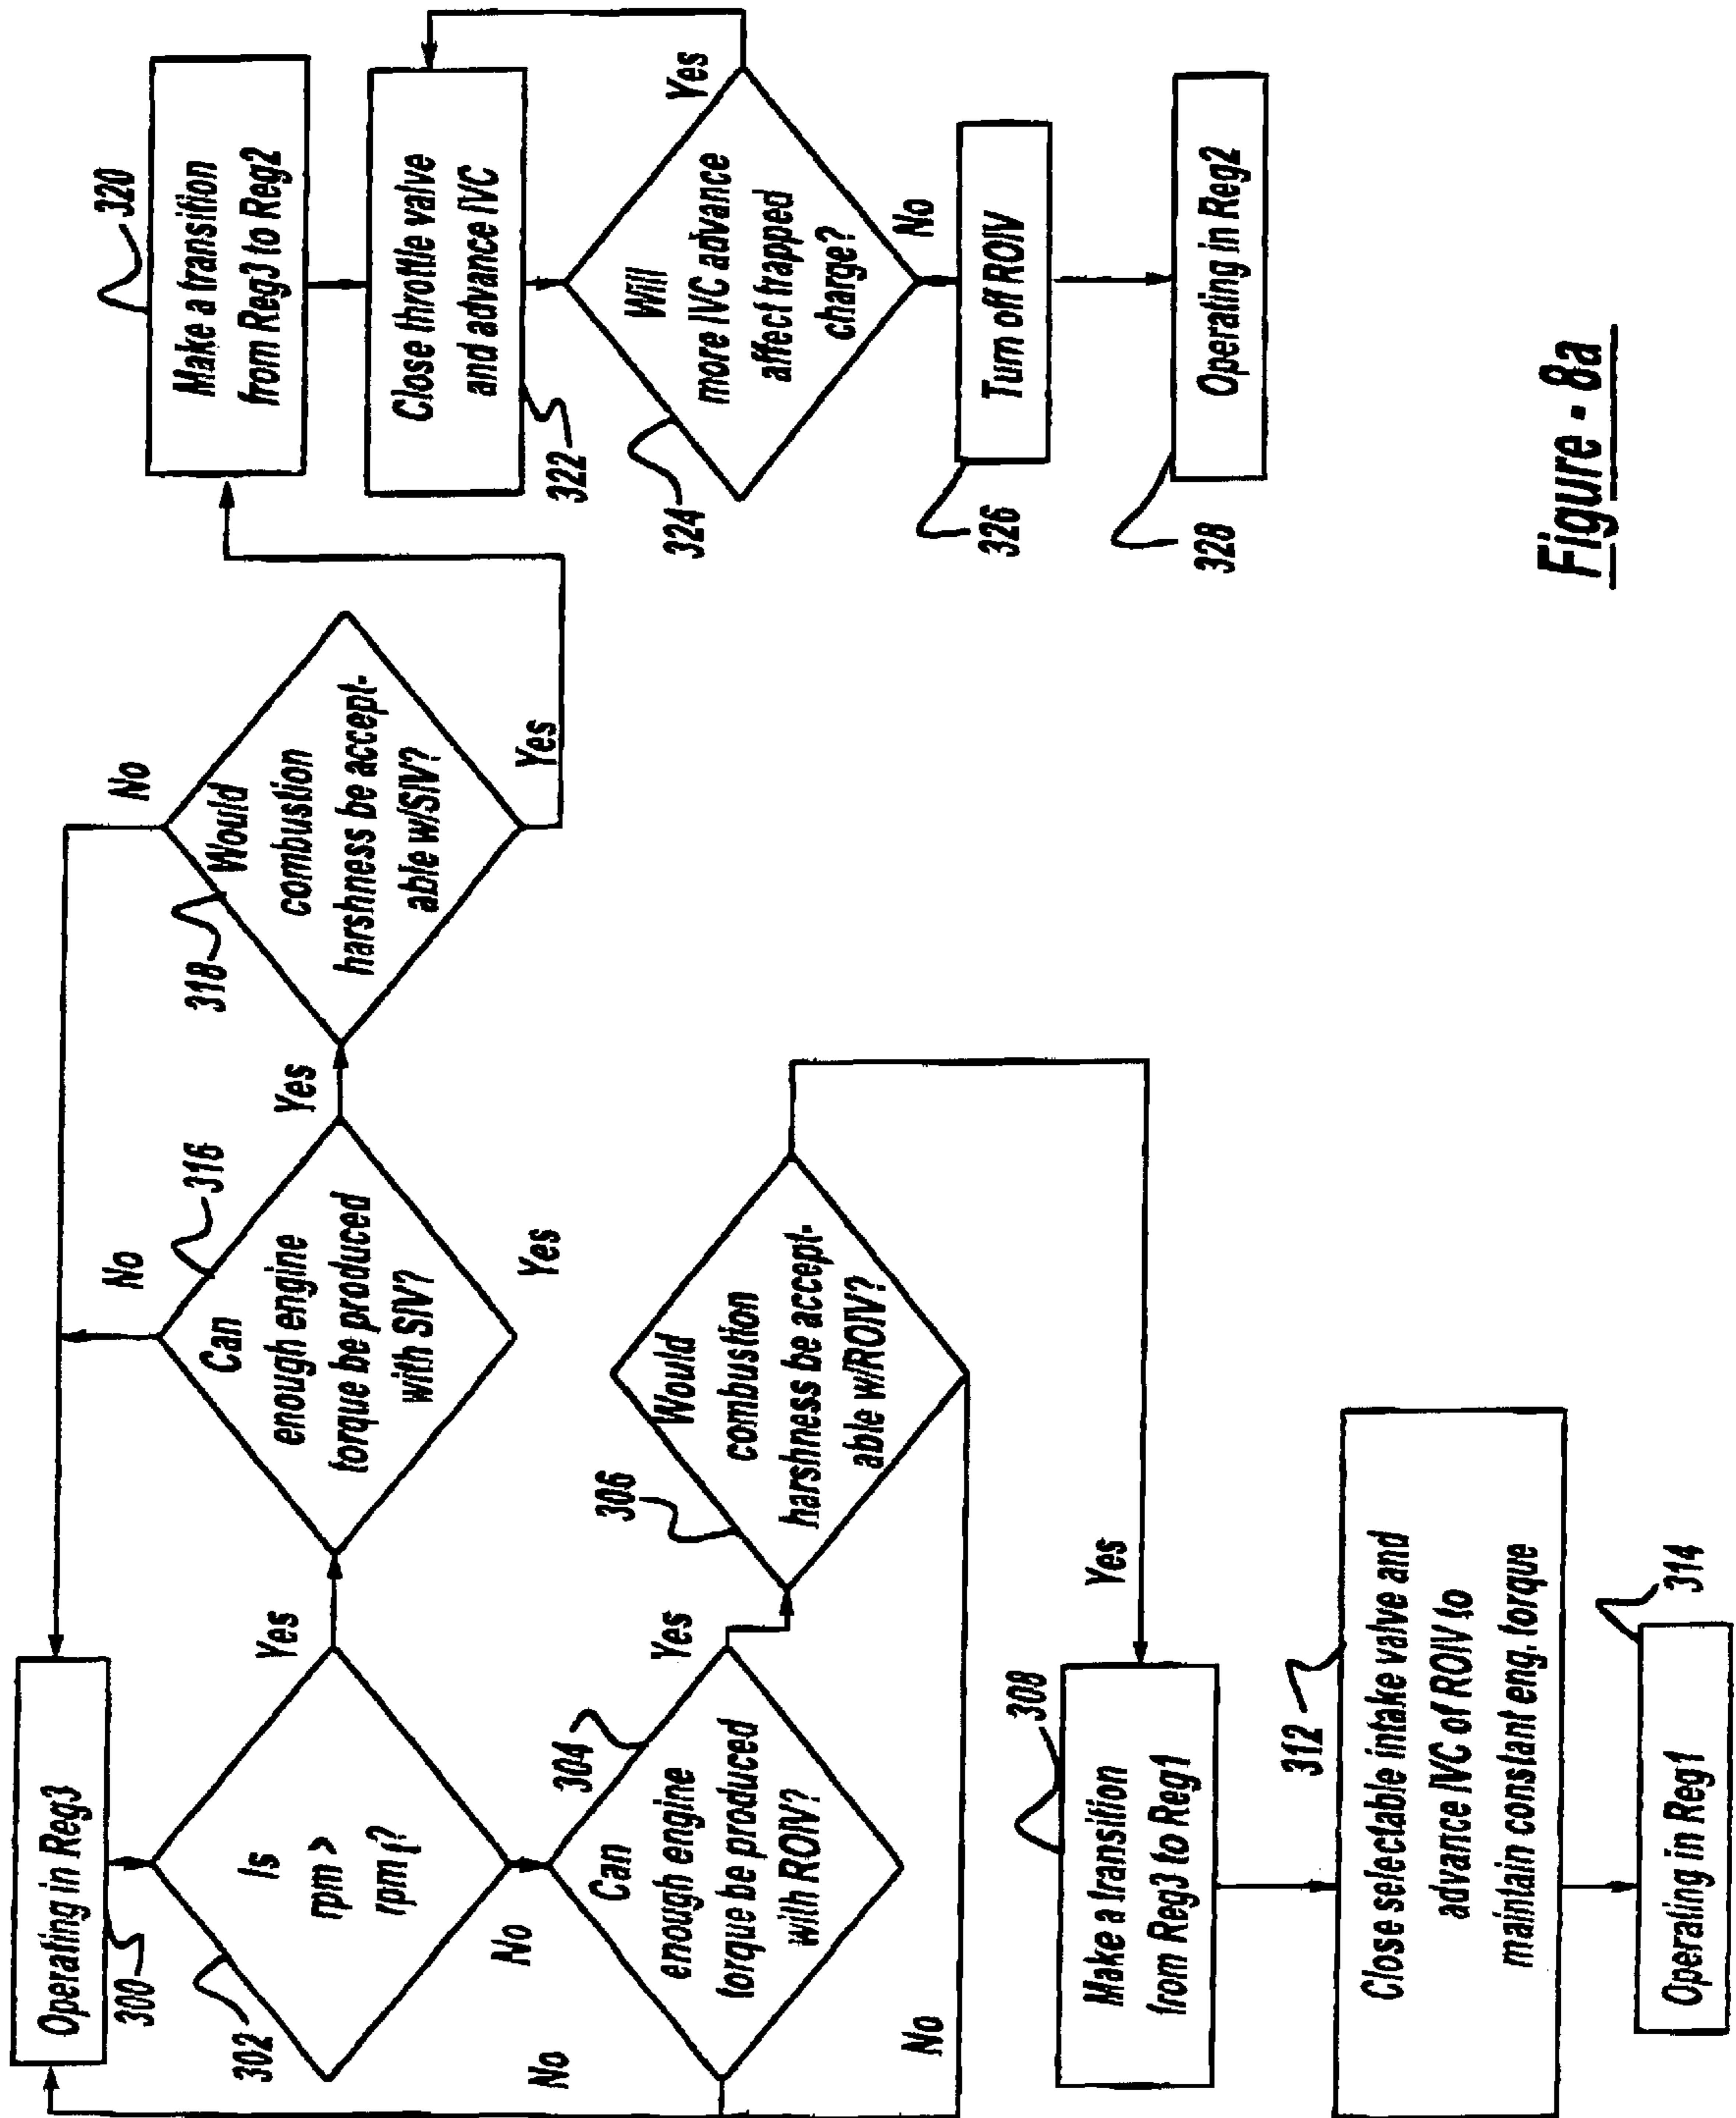 Operating in Reg3
300
Is
rpm >
rpm(?
302
Yes
No
Can
enough engine
torque be produced
with SIV?
316
No
Yes
Would
combustion
harshness be accept-
able w/SIV?
318
No
Yes
Make a transition
from Reg3 to Reg2
320
Close throttle valve
and advance IVC
322
Will
more IVC advance
affect trapped
charge?
324
Yes
No
Turn off ROIV
326
Operating in Reg2
328
Can
enough engine
torque be produced
with ROIV?
304
Yes
No
Would
combustion
harshness be accept-
able w/ROIV?
306
Yes
No
Yes
Make a transition
from Reg3 to Reg1
308
Close selectable intake valve and
advance IVC of ROIV to
maintain constant eng. torque
312
Operating in Reg1
314
Figure - 8a